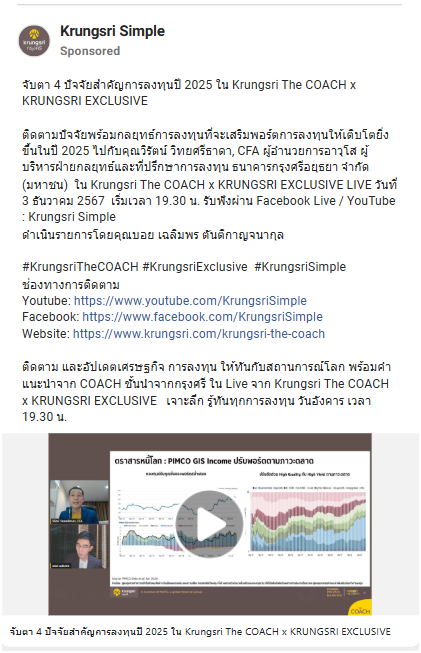 Krungsri Simple
krungsri
กรุงศรี
Sponsored
จับตา 4 ปัจจัยสำคัญการลงทุนปี 2025 ใน Krungsri The COACH x
KRUNGSRI EXCLUSIVE
ติดตามปัจจัยพร้อมกลยุทธ์การลงทุนที่จะเสริมพอร์ตการลงทุนให้เติบโตยิ่ง
ขึ้นในปี 2025 ไปกับคุณวิรัตน์ วิทยศรีธาดา, CFA ผู้อำนวยการอาวุโส ผู้
บริหารฝ่ายกลยุทธ์และที่ปรึกษาการลงทุน ธนาคารกรุงศรีอยุธยา จำกัด
(มหาชน)  ใน Krungsri The COACH x KRUNGSRI EXCLUSIVE LIVE วันที่
3 ธันวาคม 2567  เริ่มเวลา 19.30 น. รับฟังผ่าน Facebook Live / YouTube
: Krungsri Simple
ดำเนินรายการโดยคุณบอย เฉลิมพร ตันติกาญจนากุล
#KrungsriTheCOACH #KrungsriExclusive  #KrungsriSimple
ช่องทางการติดตาม
Youtube: https://www.youtube.com/KrungsriSimple
Facebook: https://www.facebook.com/KrungsriSimple
Website: https://www.krungsri.com/krungsri-the-coach
ติดตาม และอัปเดตเศรษฐกิจ การลงทุน ให้ทันกับสถานการณ์โลก พร้อมคำ
แนะนำจาก COACH ชั้นนำจากกรุงศรี ใน Live จาก Krungsri The COACH
x KRUNGSRI EXCLUSIVE   เจาะลึก รู้ทันทุกการลงทุน วันอังคาร เวลา
19.30 น.
ตราสารหนี้โลก : PIMCO GIS Income ปรับพอร์ตตามภาวะตลาด
krungsri
COACH
จับตา 4 ปัจจัยสำคัญการลงทุนปี 2025 ใน Krungsri The COACH x KRUNGSRI EXCLUSIVE